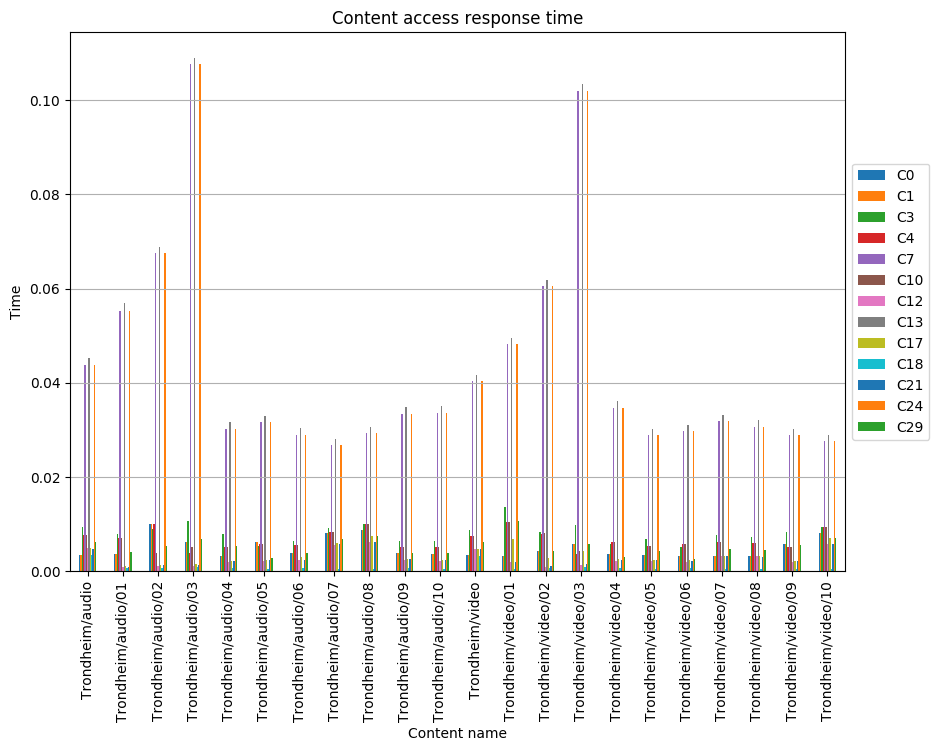 Content access response time
Time
0.10
0.08
0.06
0.04
0.02
0.00
Trondheim/audio
Trondheim/audio/01
Trondheim/audio/02
Trondheim/audio/03
Trondheim/audio/04
Trondheim/audio/05
Trondheim/audio/06
Trondheim/audio/07
Trondheim/audio/08
Trondheim/audio/09
Trondheim/audio/10
Trondheim/video
Trondheim/video/01
Trondheim/video/02
Trondheim/video/03
Trondheim/video/04
Trondheim/video/05
Trondheim/video/06
Trondheim/video/07
Trondheim/video/08
Trondheim/video/09
Trondheim/video/10
Content name
C0
C1
C3
C4
C7
C10
C12
C13
C17
C18
C21
C24
C29